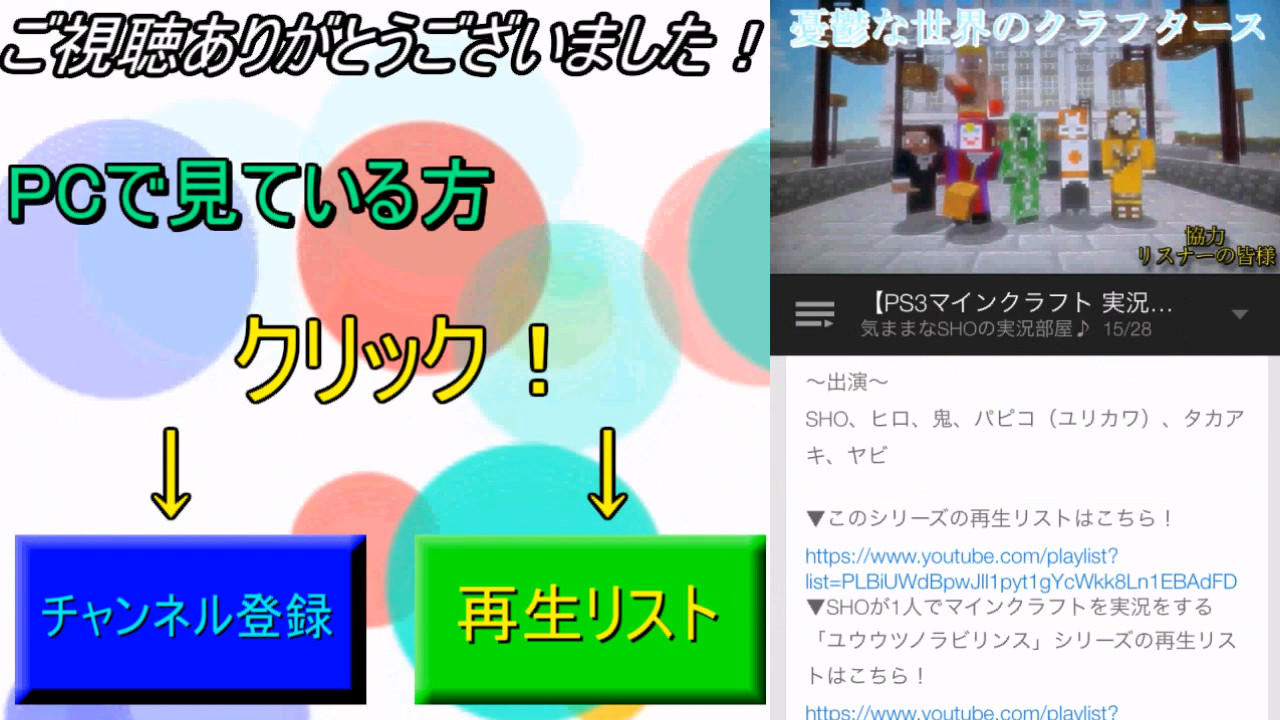 ご視聴ありがとうございました！
PCで見ている方
クリック！
↓ ↓
チャンネル登録
再生リスト
憂鬱な世界のクラフタース
協力
リスナーの皆様
【PS3マインクラフト 実況...
気ままなSHOの実況部屋♪ 15/28
～出演～
SHO、ヒロ、鬼、パピコ（ユリカワ）、タカア
キ、ヤビ
▼このシリーズの再生リストはこちら！
https://www.youtube.com/playlist?
list=PLBiUWdBpwJll1pyt1gYcWkk8Ln1EBAdFD
▼SHOが1人でマインクラフトを実況をする
「ユウウツノラビリンス」シリーズの再生リス
トはこちら！
https://www.youtube.com/playlist?